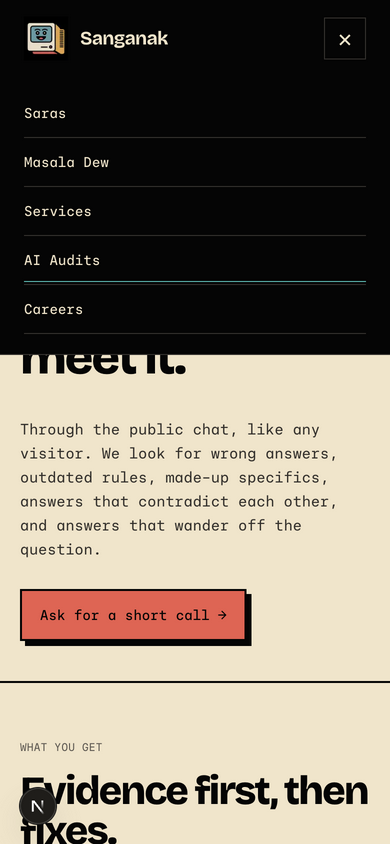 Sanganak
×
Saras
Masala Dew
Services
AI Audits
Careers
meet it.
Through the public chat, like any
visitor. We look for wrong answers,
outdated rules, made-up specifics,
answers that contradict each other,
and answers that wander off the
question.
Ask for a short call →
WHAT YOU GET
Evidence first, then
fixes.
N